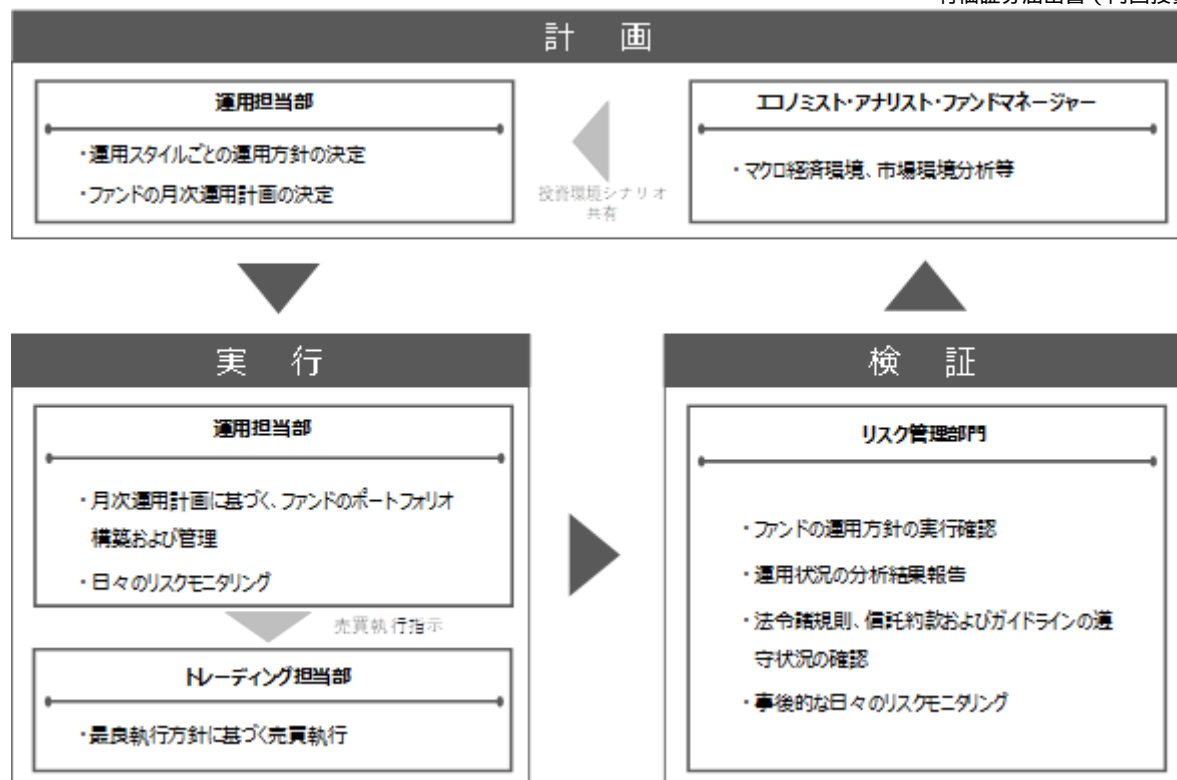 計 画
運用担当部
・運用スタイルごとの運用方針の決定
・ファンドの月次運用計画の決定
投資環境シナリオ
共有
エコノミスト・アナリスト・ファンドマネージャー
・マクロ経済環境、市場環境分析等
実 行
運用担当部
・月次運用計画に基づく、ファンドのポートフォリオ
構築および管理
・日々のリスクモニタリング
売買執行指示
トレーディング担当部
・最良執行方針に基づく売買執行
検 証
リスク管理部門
・ファンドの運用方針の実行確認
・運用状況の分析結果報告
・法令諸規則、信託約款およびガイドラインの遵
守状況の確認
・事後的な日々のリスクモニタリング